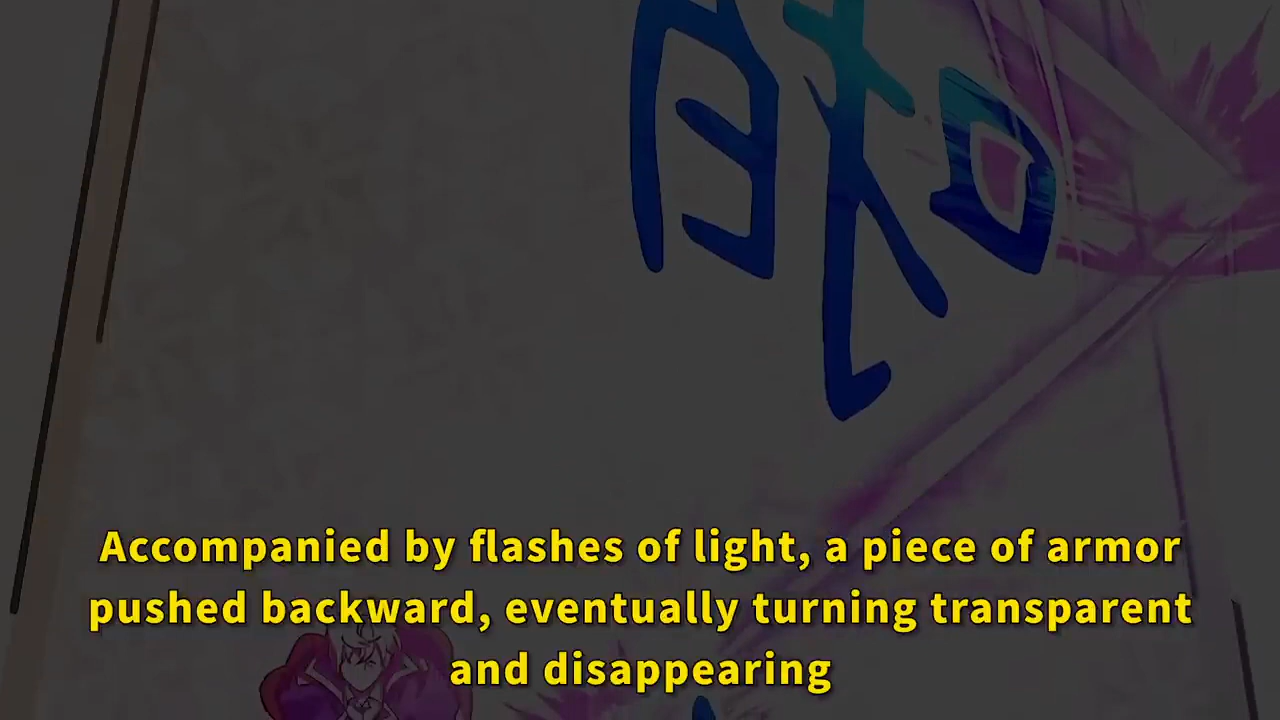 Accompanied by flashes of light, a piece of armor
pushed backward, eventually turning transparent
and disappearing